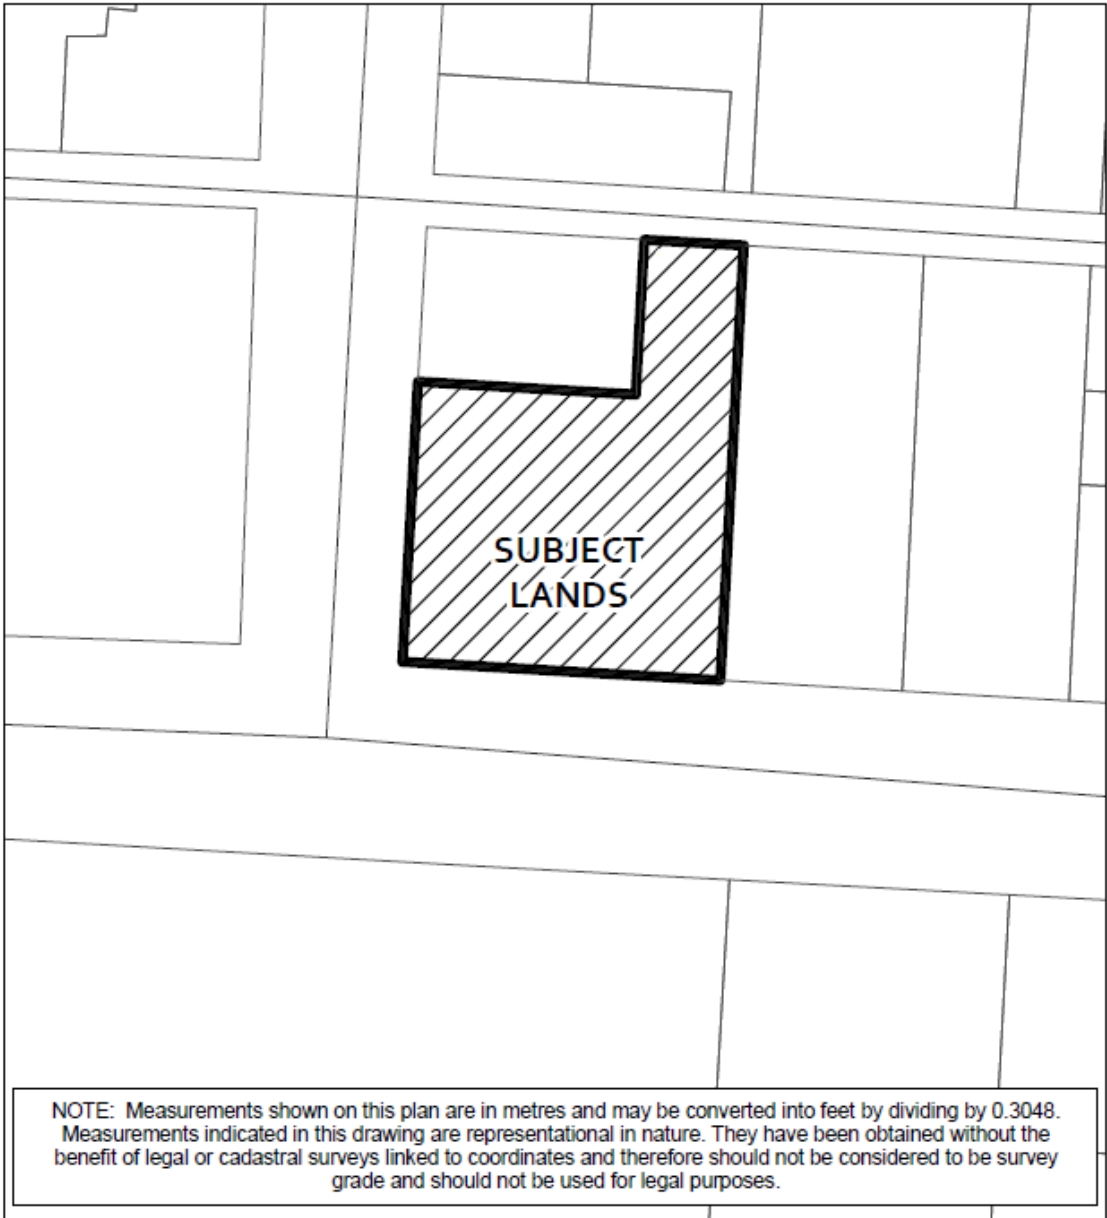 SUBJECT
LANDS
NOTE: Measurements shown on this plan are in metres and may be converted into feet by dividing by 0.3048.
Measurements indicated in this drawing are representational in nature. They have been obtained without the
benefit of legal or cadastral surveys linked to coordinates and therefore should not be considered to be survey
grade and should not be used for legal purposes.